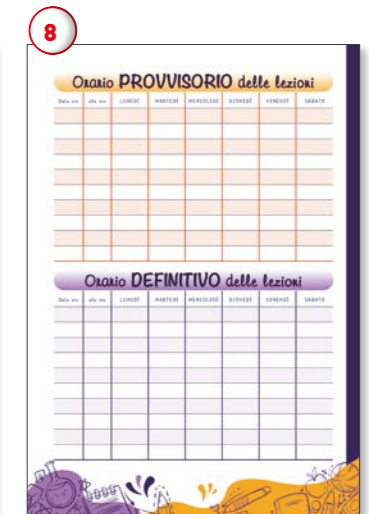 8
Orario PROVVISORIO delle lezioni
Dalle ore alle ore LUNEDÌ MARTEDÌ MERCOLEDÌ GIOVEDÌ VENERDÌ SABATO
Orario DEFINITIVO delle lezioni
Dalle ore alle ore LUNEDÌ MARTEDÌ MERCOLEDÌ GIOVEDÌ VENERDÌ SABATO